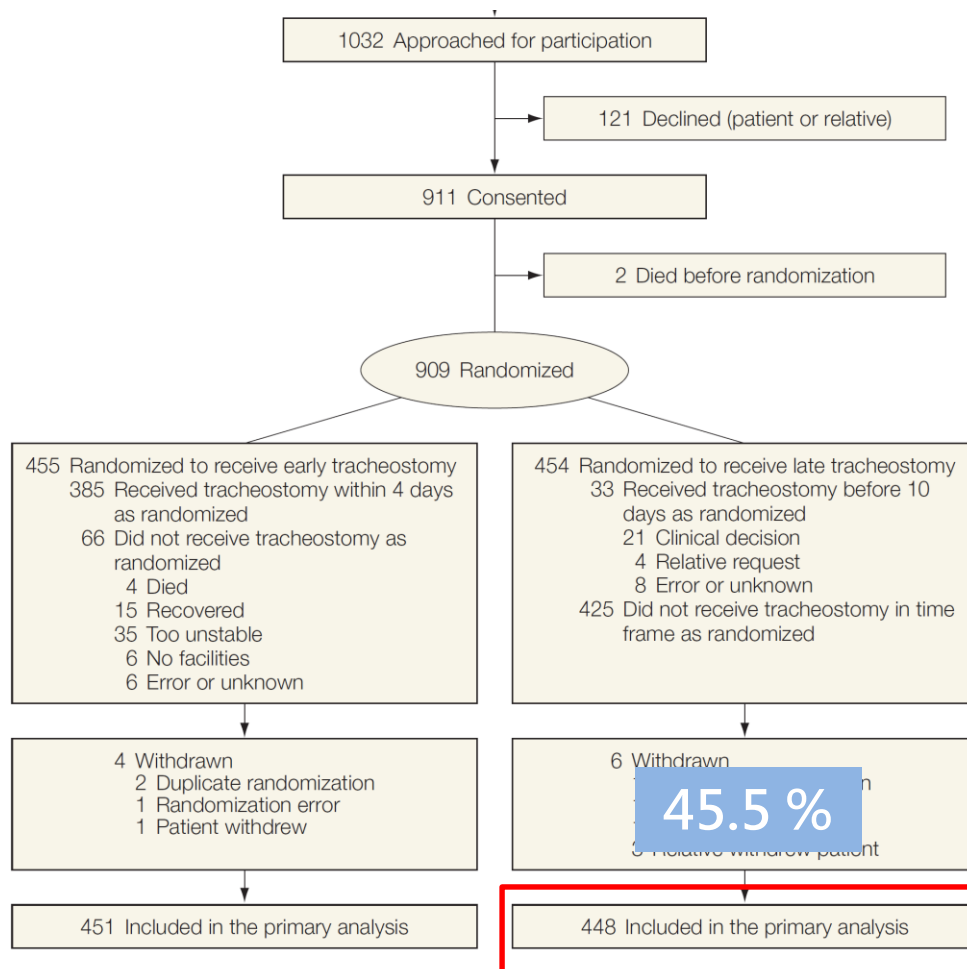 1032 Approached for participation
121 Declined (patient or relative)
911 Consented
2 Died before randomization
909 Randomized
455 Randomized to receive early tracheostomy
385 Received tracheostomy within 4 days
as randomized
66 Did not receive tracheostomy as
randomized
4 Died
15 Recovered
35 Too unstable
6 No facilities
6 Error or unknown
454 Randomized to receive late tracheostomy
33 Received tracheostomy before 10
days as randomized
21 Clinical decision
4 Relative request
8 Error or unknown
425 Did not receive tracheostomy in time
frame as randomized
4 Withdrawn
2 Duplicate randomization
1 Randomization error
1 Patient withdrew
6 Withdrawn
45.5 %
3 Relative withdrew patient
451 Included in the primary analysis
448 Included in the primary analysis